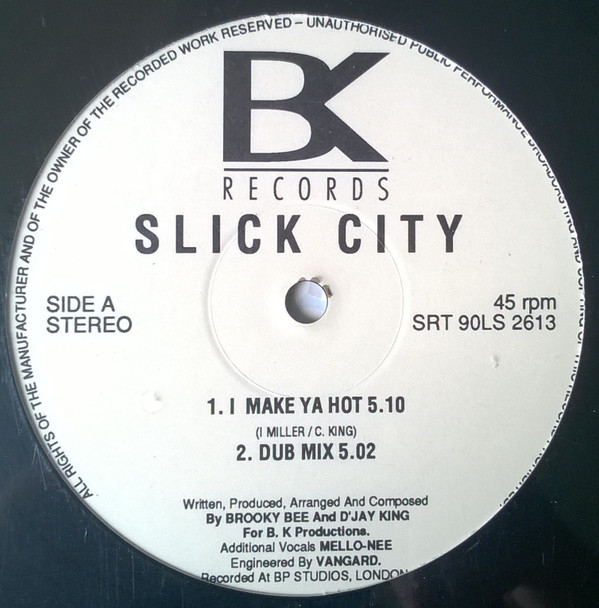 ALL RIGHTS OF THE MANUFACTURER AND OF THE OWNER OF THE RECORDED WORK RESERVED – UNAUTHORISED PUBLIC PERFORMANCE BROADCASTING AND
BK
RECORDS
SLICK CITY
SIDE A
STEREO
45 rpm
SRT 90LS 2613
1. I MAKE YA HOT 5.10
(I MILLER / C. KING)
2. DUB MIX 5.02
Written, Produced, Arranged And Composed
By BROOKY BEE And D'JAY KING
For B. K Productions.
Additional Vocals MELLO-NEE
Engineered By VANGARD.
Recorded At BP STUDIOS, LONDON